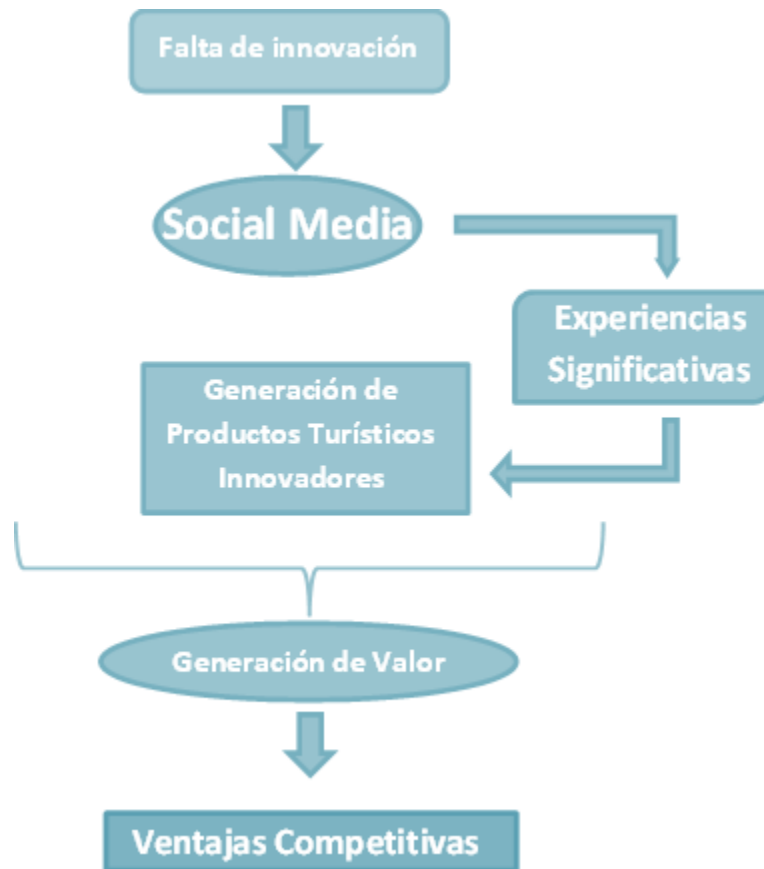 Falta de innovación
Social Media
Experiencias
Significativas
Generación de
Productos Turísticos
Innovadores
Generación de Valor
Ventajas Competitivas